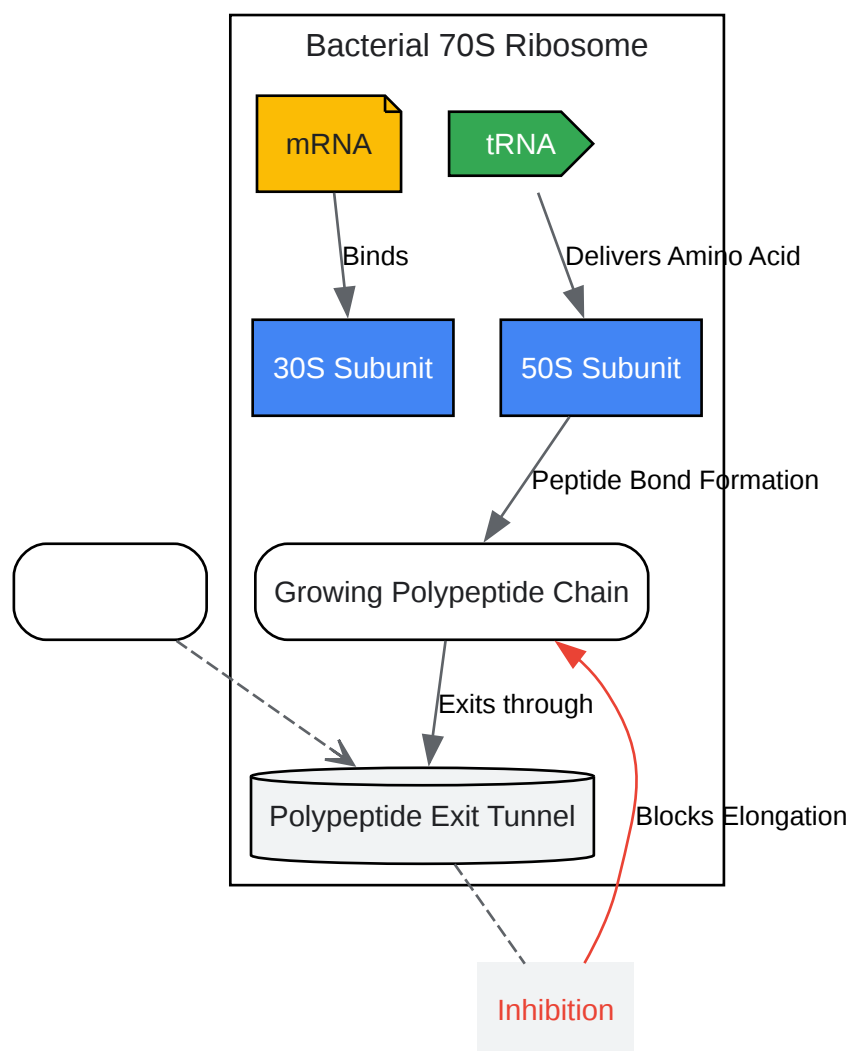 Bacterial 70S Ribosome
mRNA
tRNA
Binds
Delivers Amino Acid
30S Subunit
50S Subunit
Peptide Bond Formation
Growing Polypeptide Chain
Exits through
Polypeptide Exit Tunnel
Blocks Elongation
Inhibition